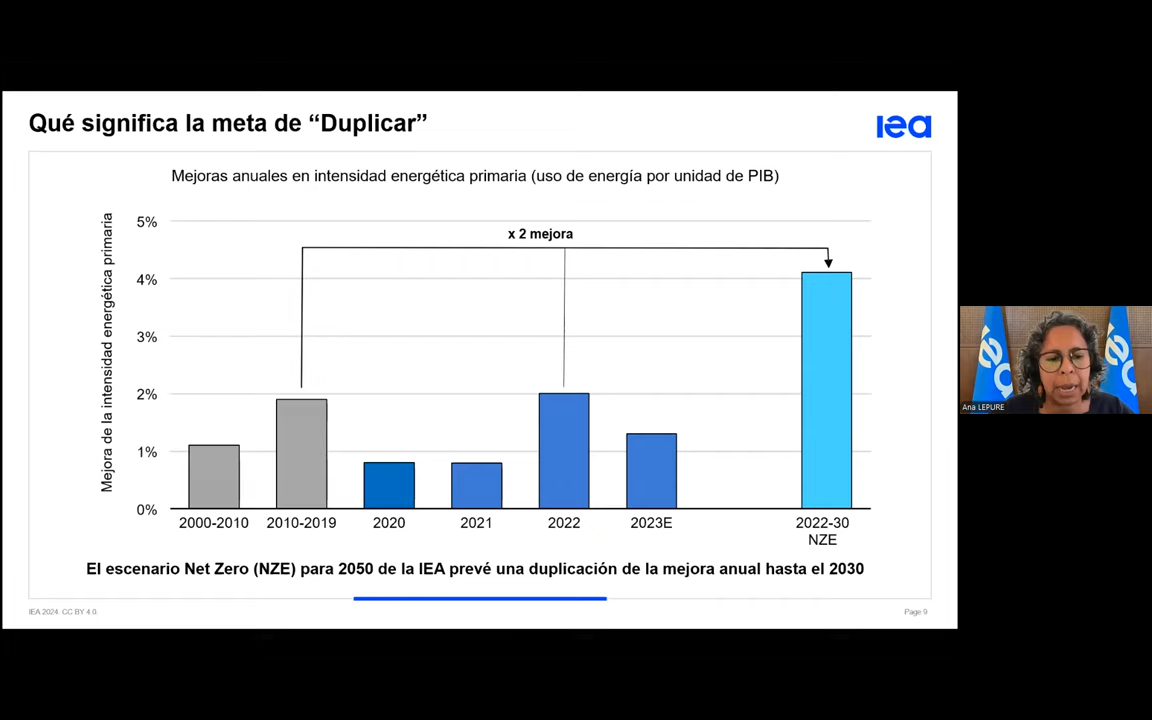 Qué significa la meta de “Duplicar”
iea
Mejoras anuales en intensidad energética primaria (uso de energía por unidad de PIB)
Mejora de la intensidad energética primaria
5%
4%
3%
2%
1%
0%
x 2 mejora
2000-2010
2010-2019
2020
2021
2022
2023E
2022-30
NZE
El escenario Net Zero (NZE) para 2050 de la IEA prevé una duplicación de la mejora anual hasta el 2030
IEA 2024. CC BY 4.0.
Page 9
Ana LEPURE